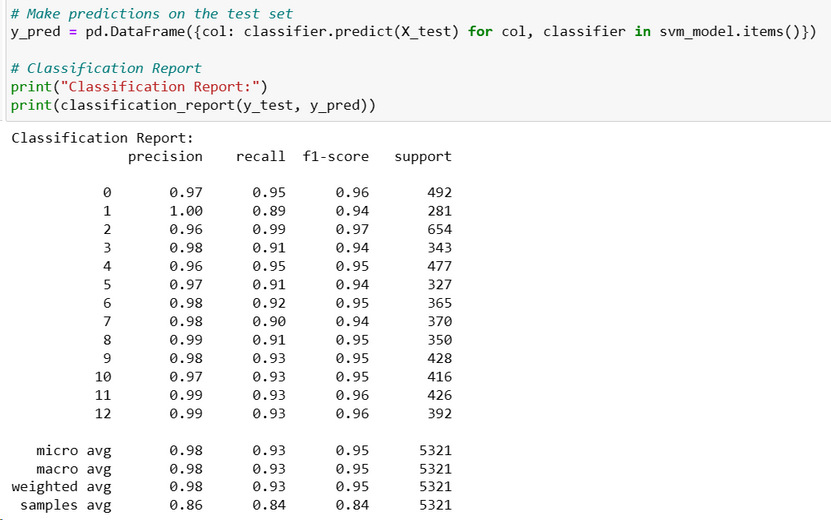 # Make predictions on the test set
y_pred = pd.DataFrame({col: classifier.predict(X_test) for col, classifier in svm_model.items()})
# Classification Report
print("Classification Report:")
print(classification_report(y_test, y_pred))
Classification Report:
precision recall f1-score support
0 0.97 0.95 0.96 492
1 1.00 0.89 0.94 281
2 0.96 0.99 0.97 654
3 0.98 0.91 0.94 343
4 0.96 0.95 0.95 477
5 0.97 0.91 0.94 327
6 0.98 0.92 0.95 365
7 0.98 0.90 0.94 370
8 0.99 0.91 0.95 350
9 0.98 0.93 0.95 428
10 0.97 0.93 0.95 416
11 0.99 0.93 0.96 426
12 0.99 0.93 0.96 392
micro avg 0.98 0.93 0.95 5321
macro avg 0.98 0.93 0.95 5321
weighted avg 0.98 0.93 0.95 5321
samples avg 0.86 0.84 0.84 5321